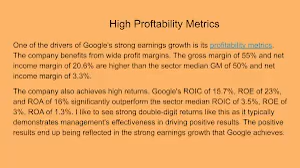 High Proftability Metrics
One of the drivers of Google's strong earnings growth is its profitability metrics.
The company benefits from wide profit margins. The gross margin of 55% and net
income margin of 20.6% are higher than the sector median GM of 50% and net
income margin of 3.3%.
The company also achieves high returns. Google's ROIC of 15.7%, ROE of 23%,
and ROA of 16% significantly outperform the sector median ROIC of 3.5%, ROE of
3%, ROA of 1.3%. I like to see strong double-digit returns like this as it typically
demonstrates management's effectiveness in driving positive results. The positive
results end up being reflected in the strong earnings growth that Google achieves.